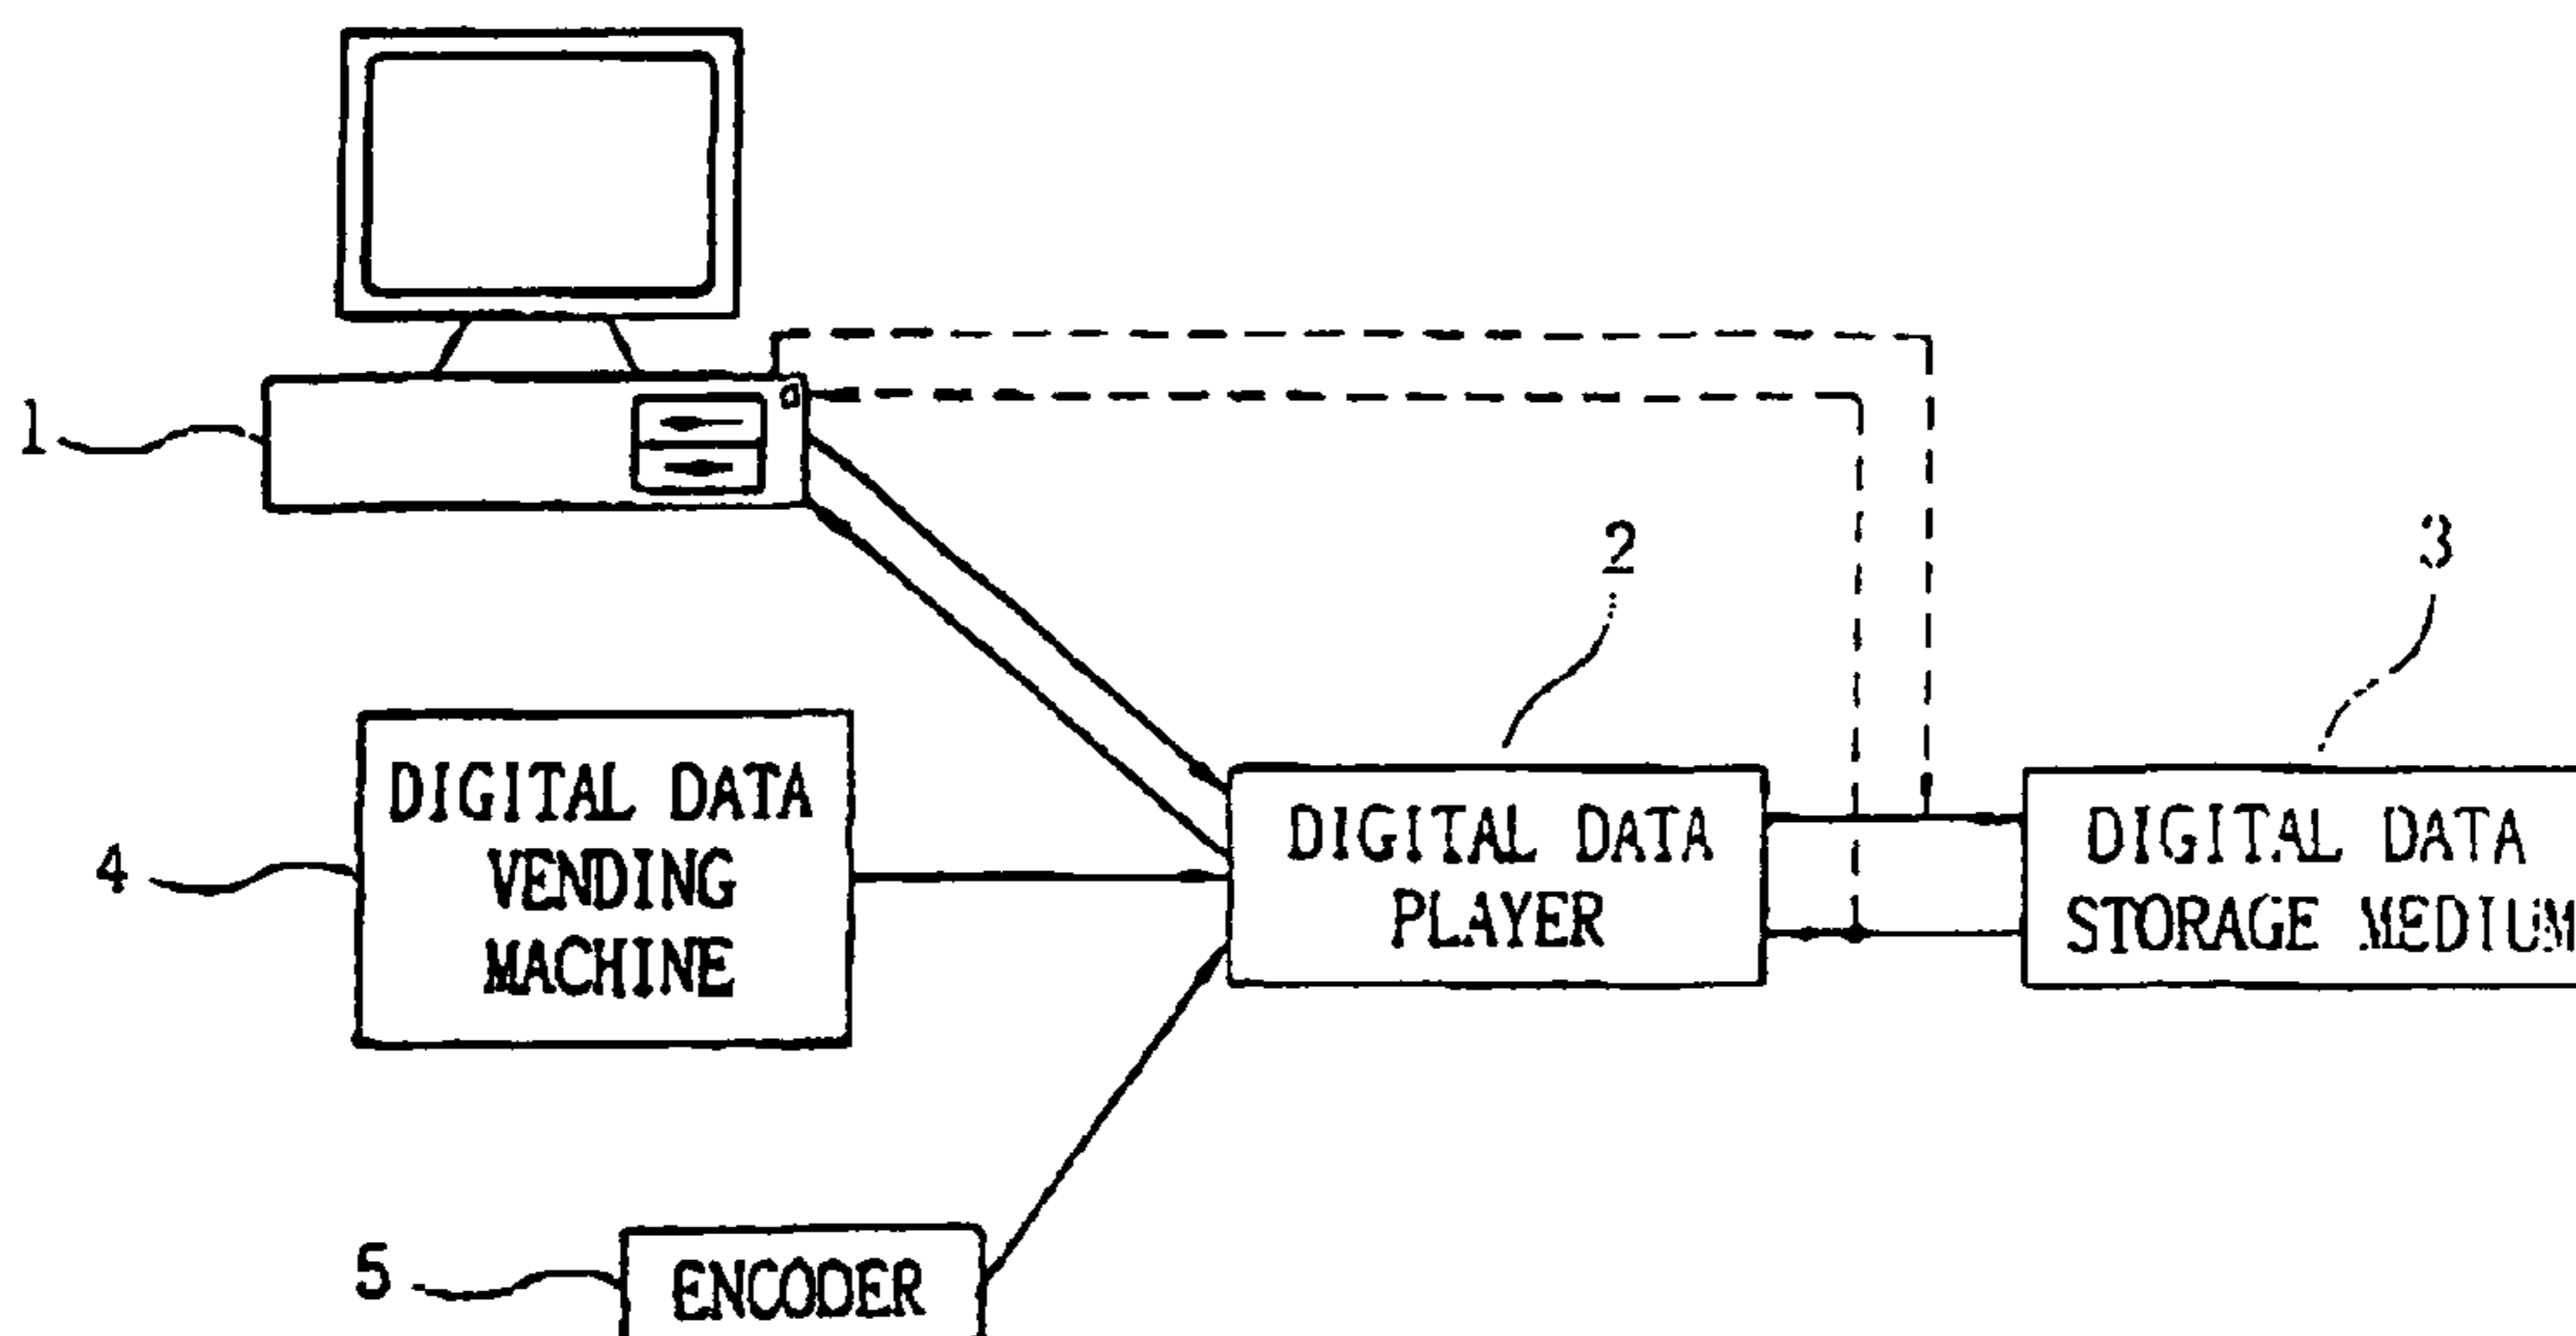 1
2
3
DIGITAL DATA
VENDING
MACHINE
4
DIGITAL DATA
PLAYER
DIGITAL DATA
STORAGE MEDIUM
5
ENCODER